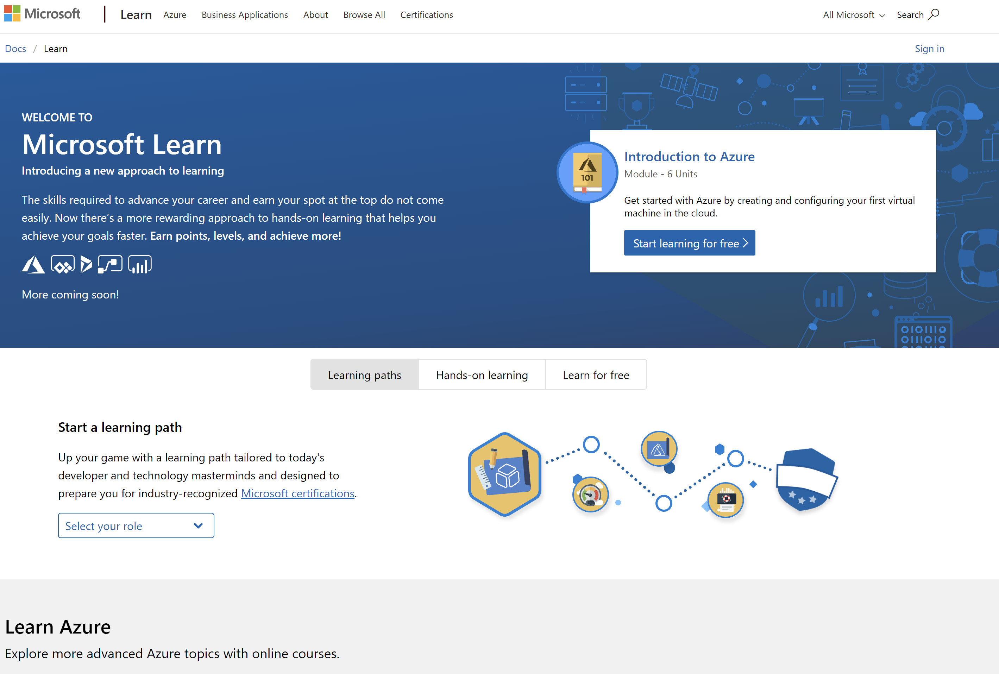 Microsoft | Learn Azure Business Applications About Browse All Certifications All Microsoft Search
Docs / Learn Sign in
WELCOME TO
Microsoft Learn
Introducing a new approach to learning
The skills required to advance your career and earn your spot at the top do not come
easily. Now there’s a more rewarding approach to hands-on learning that helps you
achieve your goals faster. Earn points, levels, and achieve more!
More coming soon!
101
Introduction to Azure
Module - 6 Units
Get started with Azure by creating and configuring your first virtual
machine in the cloud.
Start learning for free
Learning paths Hands-on learning Learn for free
Start a learning path
Up your game with a learning path tailored to today's
developer and technology masterminds and designed to
prepare you for industry-recognized Microsoft certifications.
Select your role
Learn Azure
Explore more advanced Azure topics with online courses.